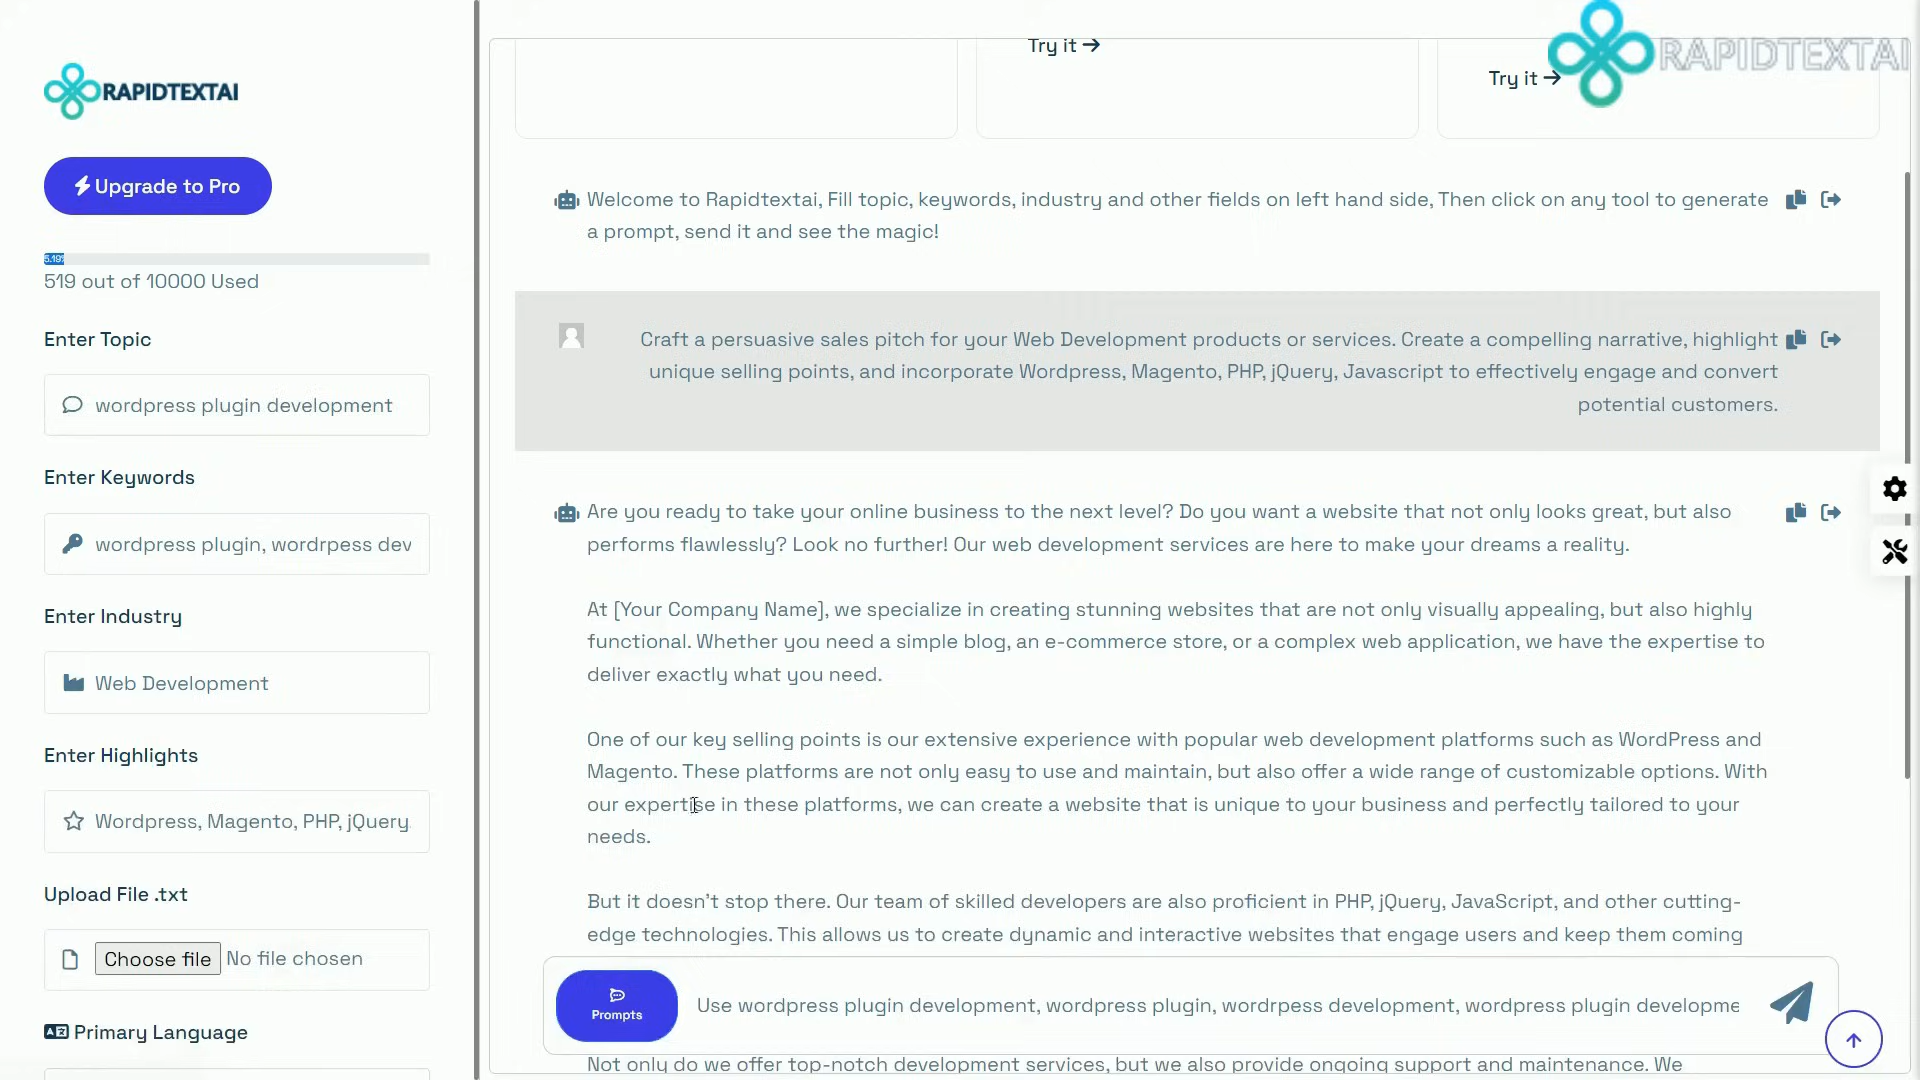 RAPIDTEXTAI
Upgrade to Pro
5.19%
519 out of 10000 Used
Enter Topic
wordpress plugin development
Enter Keywords
wordpress plugin, wordrpess dev
Enter Industry
Web Development
Enter Highlights
Wordpress, Magento, PHP, jQuery,
Upload File .txt
Choose file No file chosen
Primary Language
Try it
Try it
RAPIDTEXTAI
Welcome to Rapidtextai, Fill topic, keywords, industry and other fields on left hand side, Then click on any tool to generate
a prompt, send it and see the magic!
Craft a persuasive sales pitch for your Web Development products or services. Create a compelling narrative, highlight
unique selling points, and incorporate Wordpress, Magento, PHP, jQuery, Javascript to effectively engage and convert
potential customers.
Are you ready to take your online business to the next level? Do you want a website that not only looks great, but also
performs flawlessly? Look no further! Our web development services are here to make your dreams a reality.
At [Your Company Name], we specialize in creating stunning websites that are not only visually appealing, but also highly
functional. Whether you need a simple blog, an e-commerce store, or a complex web application, we have the expertise to
deliver exactly what you need.
One of our key selling points is our extensive experience with popular web development platforms such as WordPress and
Magento. These platforms are not only easy to use and maintain, but also offer a wide range of customizable options. With
our expertise in these platforms, we can create a website that is unique to your business and perfectly tailored to your
needs.
But it doesn't stop there. Our team of skilled developers are also proficient in PHP, jQuery, JavaScript, and other cutting-
edge technologies. This allows us to create dynamic and interactive websites that engage users and keep them coming
Prompts
Use wordpress plugin development, wordpress plugin, wordrpess development, wordpress plugin developme
Not only do we offer top-notch development services, but we also provide ongoing support and maintenance. We